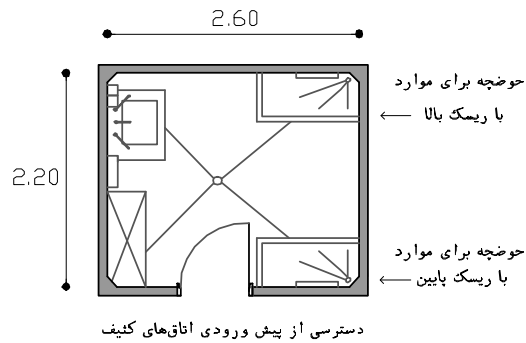 2.60
حوضچه برای موارد
با ریسک بالا
2.20
حوضچه برای موارد
با ریسک پایین
دسترسی از پیش ورودی اتاق‌های کثیف